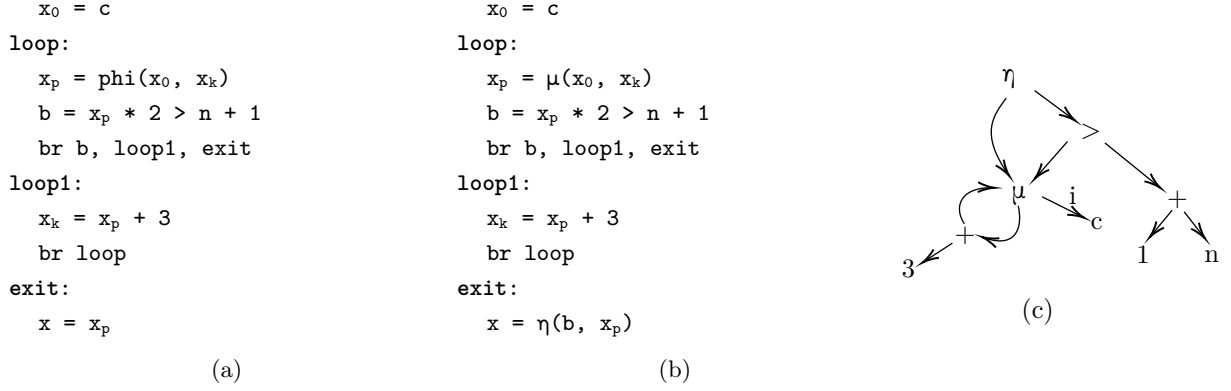 x₀ = c
loop:
x_p = phi(x₀, x_k)
b = x_p * 2 > n + 1
br b, loop1, exit
loop1:
x_k = x_p + 3
br loop
exit:
x = x_p
(a)
x₀ = c
loop:
x_p = μ(x₀, x_k)
b = x_p * 2 > n + 1
br b, loop1, exit
loop1:
x_k = x_p + 3
br loop
exit:
x = η(b, x_p)
(b)
η
>
μ
i
c
+
+
3
1
n
(c)